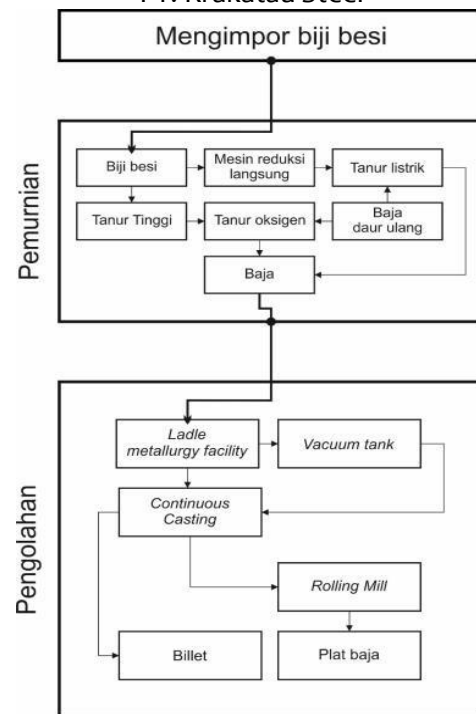 PT. Krakatau Steel
Mengimpor biji besi
Pemurnian
Biji besi
Mesin reduksi
langsung
Tanur listrik
Tanur Tinggi
Tanur oksigen
Baja
daur ulang
Baja
Pengolahan
Ladle
metallurgy facility
Vacuum tank
Continuous
Casting
Rolling Mill
Billet
Plat baja